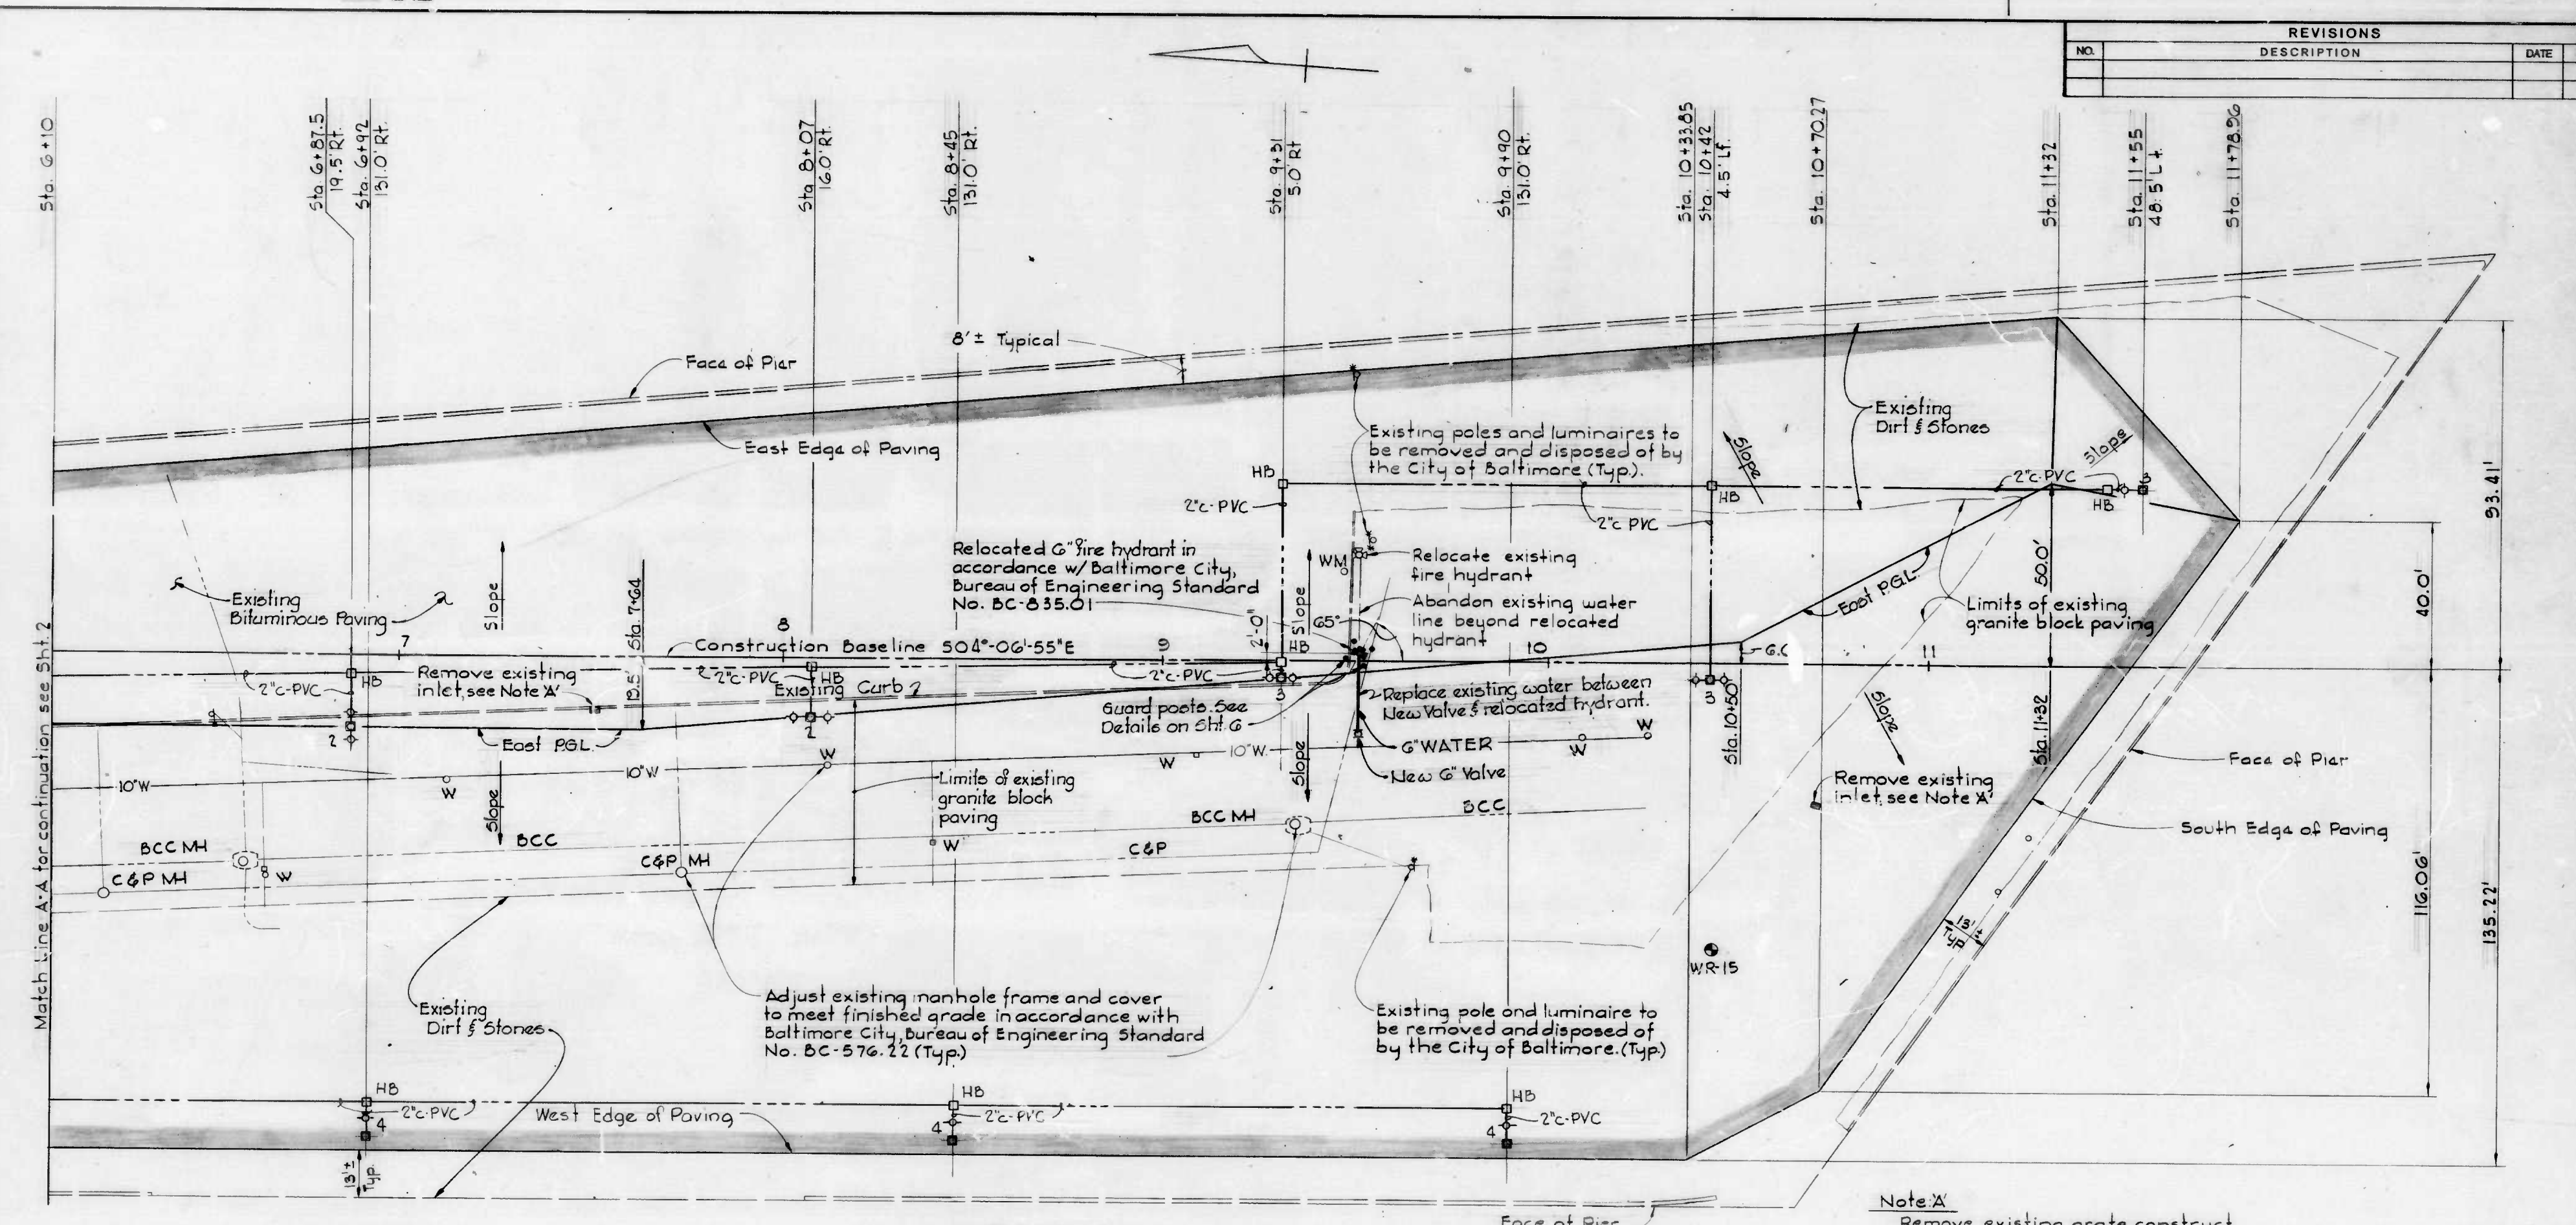 REVISIONS
NO.
DESCRIPTION
DATE
Sta. 6+10
Sta. 6+87.5
19.5' Rt.
Sta. 6+92
131.0' Rt.
Sta 8+07
16.0' Rt.
Sta. 8+45
131.0' Rt.
Sta. 9+31
5.0' Rt
Sta. 9+90
131.0' Rt.
Sta. 10+33.85
Sta. 10+42
4.5' Lf.
Sta. 10+70.27
Sta. 11+32
Sta. 11+55
48.5' Lt.
Sta. 11+78.96
8' ± Typical
Face of Pier
East Edge of Paving
Existing poles and luminaires to
be removed and disposed of by
the City of Baltimore (Typ.).
Slope
Existing
Dirt & Stones
Slope
2"c-PVC
3
HB
HB
HB
2"c-PVC
2"c PVC
93.41'
Relocated 6" fire hydrant in
accordance w/ Baltimore City,
Bureau of Engineering Standard
No. BC-835.01
WM
Relocate existing
fire hydrant
Abandon existing water
line beyond relocated
hydrant
65°
Slope
2'-0"
HB
East P.G.L.
50.0'
Limits of existing
granite block paving
40.0'
Existing
Bituminous Paving
Slope
Sta. 7+64
7
8
Construction Baseline S04°-06'-55"E
9
10
11
2"c-PVC
HB
Remove existing
inlet, see Note 'A'
19.5'
2"c-PVC
HB
Existing Curb
2"c-PVC
3
3
Sta. 10+50
Sta. 11+32
Replace existing water between
New Valve & relocated hydrant.
Guard posts. See
Details on Sht. 6
2
East P.G.L.
2
W
10"W
W
W
W
6" WATER
New 6" Valve
Slope
Slope
10"W
10"W
W
Limits of existing
granite block
paving
Slope
Remove existing
inlet, see Note 'A'
Face of Pier
South Edge of Paving
BCC MH
BCC
BCC MH
BCC
C&P MH
W
C&P MH
W
C&P
116.06'
135.22'
13'±
Typ
WR-15
Match Line A-A for continuation see Sht. 2
Existing
Dirt & Stones
Adjust existing manhole frame and cover
to meet finished grade in accordance with
Baltimore City, Bureau of Engineering Standard
No. BC-576.22 (Typ.)
Existing pole and luminaire to
be removed and disposed of
by the City of Baltimore. (Typ.)
HB
2"c-PVC
4
West Edge of Paving
HB
2"c-PVC
4
HB
2"c-PVC
4
13'±
Typ.
Face of Pier
Note 'A'
Remove existing grate construct